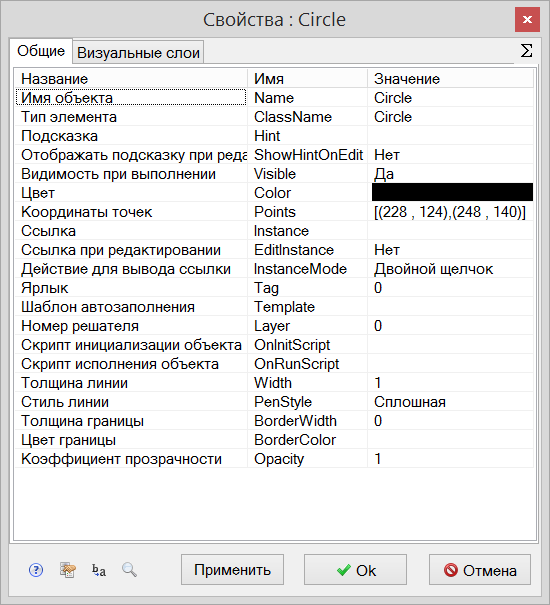 Свойства : Circle
Общие Визуальные слои Σ
Название Имя Значение
Имя объекта Name Circle
Тип элемента ClassName Circle
Подсказка Hint
Отображать подсказку при реда ShowHintOnEdit Нет
Видимость при выполнении Visible Да
Цвет Color
Координаты точек Points [(228 , 124),(248 , 140)]
Ссылка Instance
Ссылка при редактировании EditInstance Нет
Действие для вывода ссылки InstanceMode Двойной щелчок
Ярлык Tag 0
Шаблон автозаполнения Template
Номер решателя Layer 0
Скрипт инициализации объекта OnInitScript
Скрипт исполнения объекта OnRunScript
Толщина линии Width 1
Стиль линии PenStyle Сплошная
Толщина границы BorderWidth 0
Цвет границы BorderColor
Коэффициент прозрачности Opacity 1
? b a Применить Ok Отмена